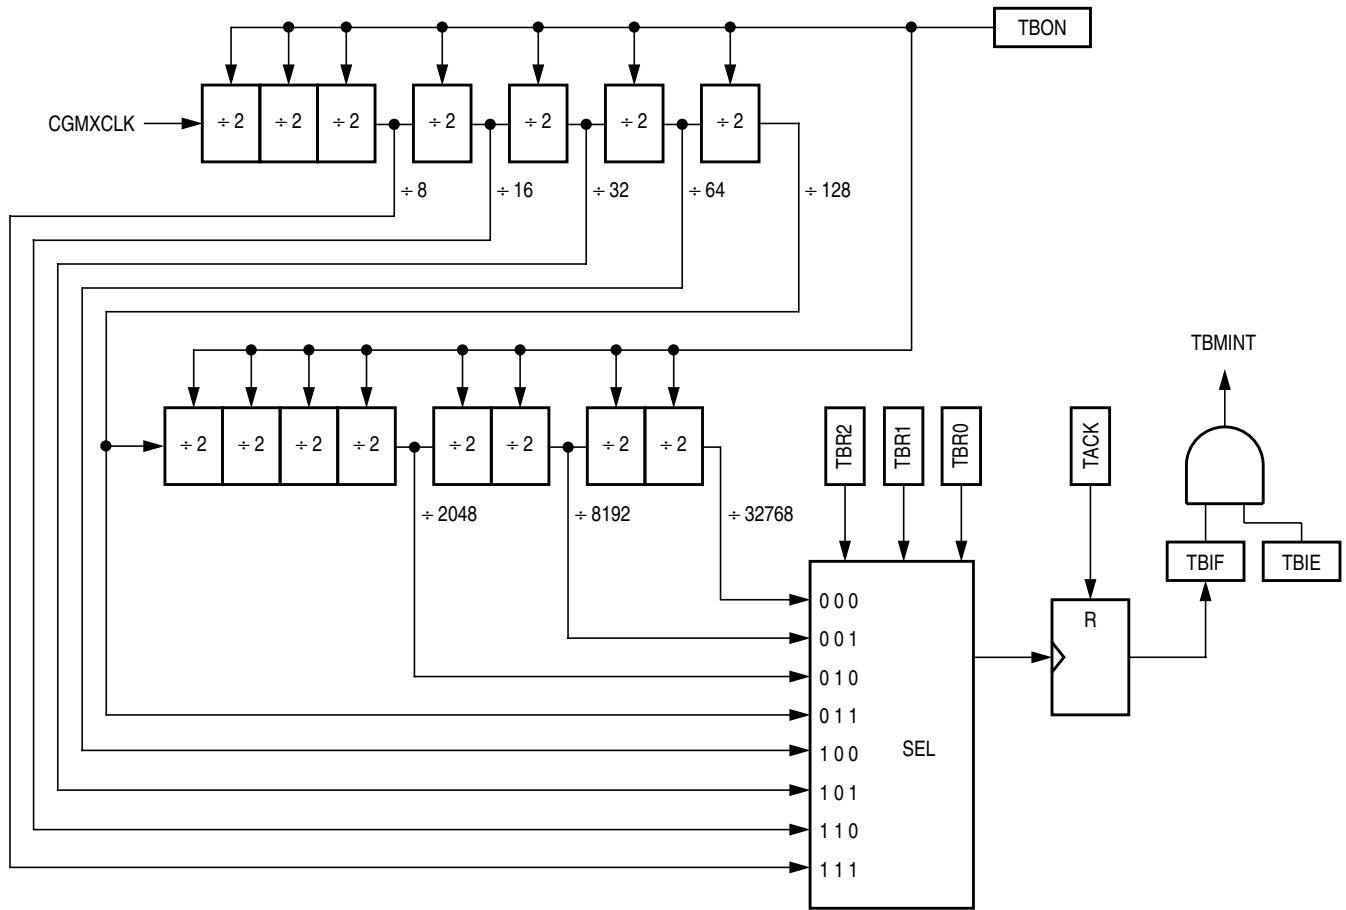 TBON
CGMXCLK
÷ 2 ÷ 2 ÷ 2 ÷ 2 ÷ 2 ÷ 2 ÷ 2
÷ 8 ÷ 16 ÷ 32 ÷ 64 ÷ 128
TBMINT
÷ 2 ÷ 2 ÷ 2 ÷ 2 ÷ 2 ÷ 2 ÷ 2 ÷ 2
TBR2
TBR1
TBR0
TACK
÷ 2048 ÷ 8192 ÷ 32768
TBIF TBIE
0 0 0
R
0 0 1
0 1 0
0 1 1
SEL
1 0 0
1 0 1
1 1 0
1 1 1